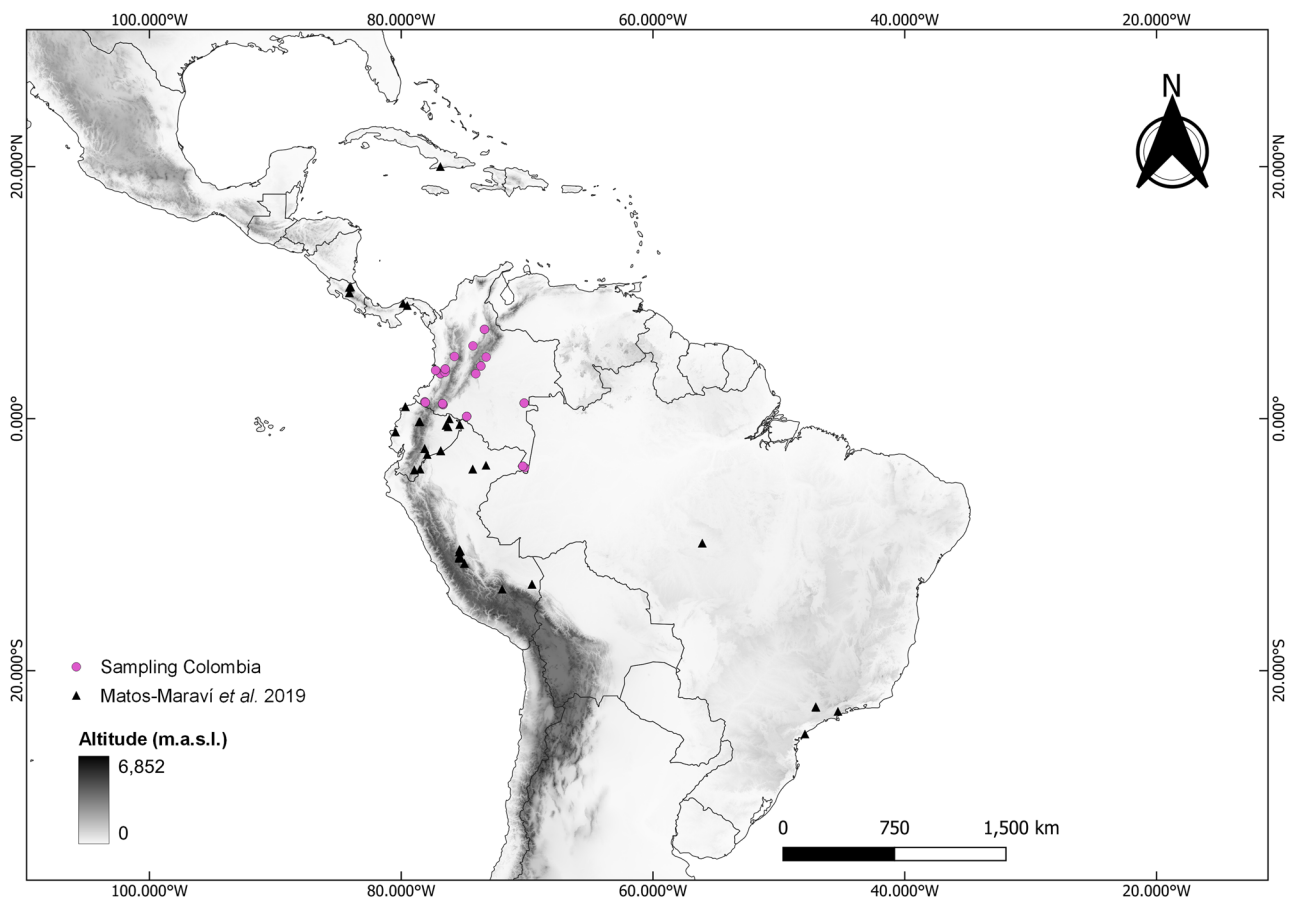 100.000°W 80.000°W 60.000°W 40.000°W 20.000°W
N
20.000°N 20.000°N
0.000° 0.000°
20.000°S 20.000°S
Sampling Colombia
Matos-Maraví et al. 2019
Altitude (m.a.s.l.)
6,852
0
0 750 1,500 km
100.000°W 80.000°W 60.000°W 40.000°W 20.000°W